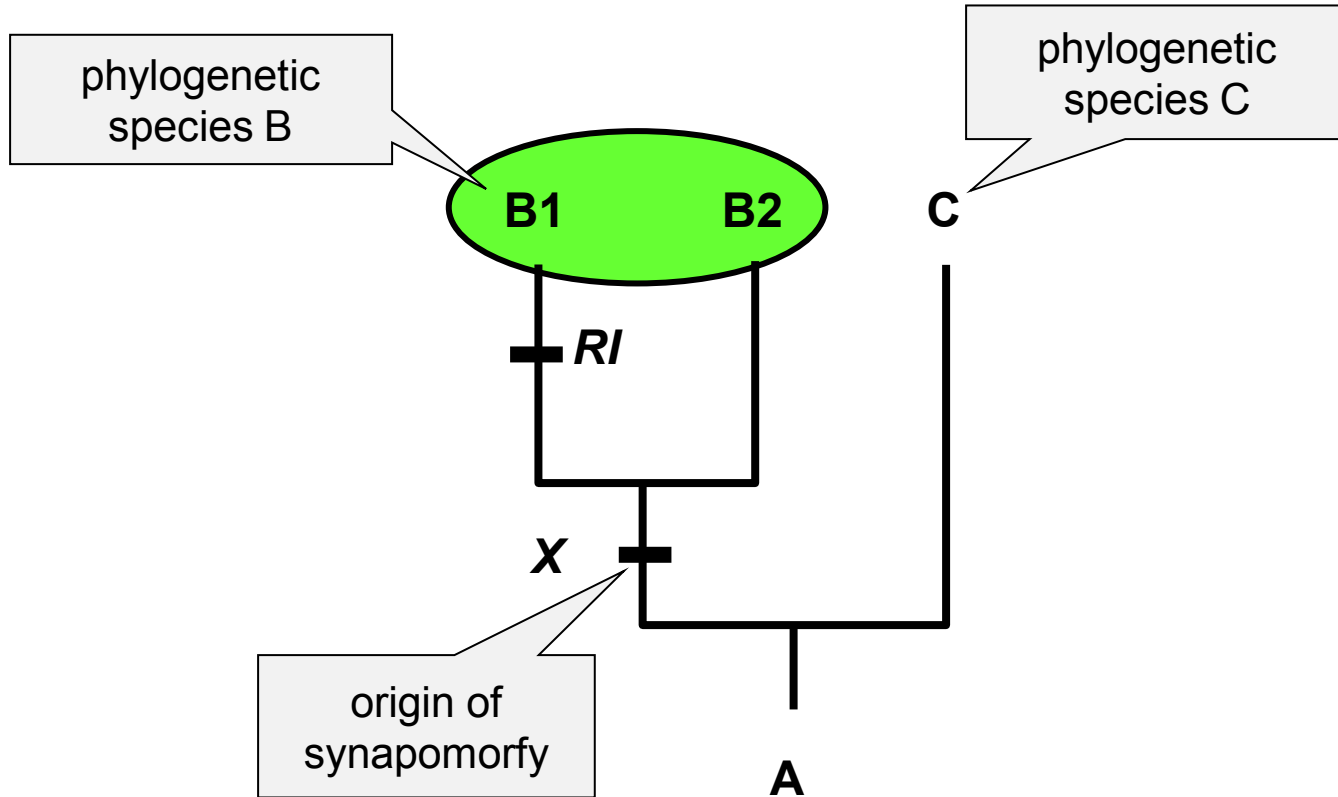 phylogenetic
species B
phylogenetic
species C
B1
B2
C
RI
X
origin of
synapomorfy
A